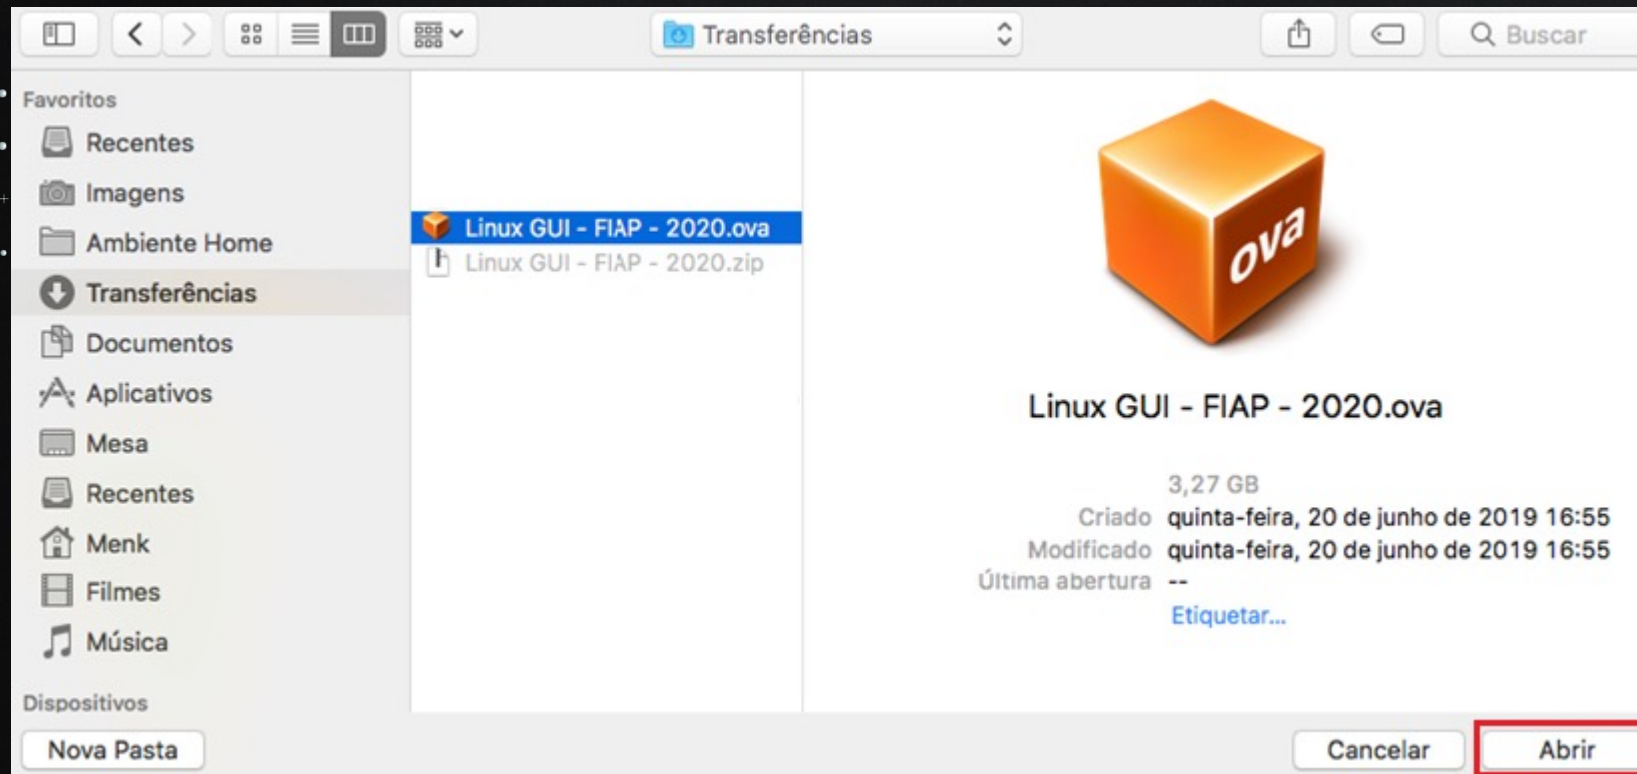 Transferências
Buscar
Favoritos
Recentes
Imagens
Ambiente Home
Transferências
Documentos
Aplicativos
Mesa
Recentes
Menk
Filmes
Música
Dispositivos
Linux GUI - FIAP - 2020.ova
Linux GUI - FIAP - 2020.zip
ova
Linux GUI - FIAP - 2020.ova
3,27 GB
Criado quinta-feira, 20 de junho de 2019 16:55
Modificado quinta-feira, 20 de junho de 2019 16:55
Última abertura --
Etiquetar...
Nova Pasta
Cancelar
Abrir